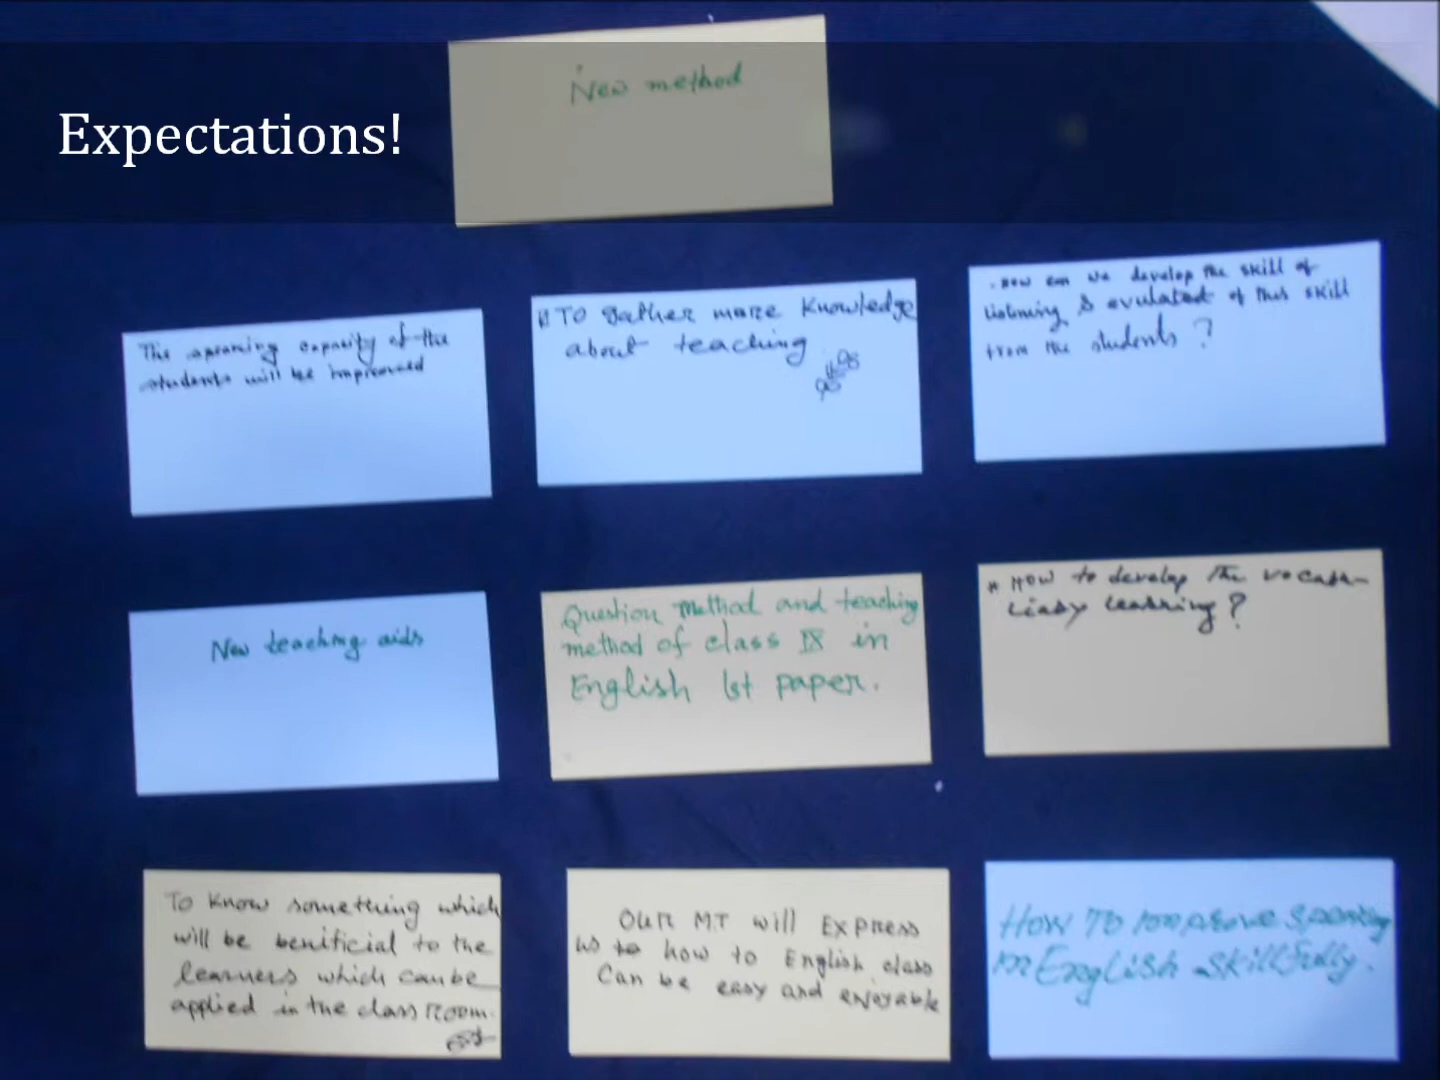 New method
Expectations!
The speaking capacity of the
students will be improved
To gather more knowledge
about teaching
. How can we develop the skill of
listening & evulated of this skill
from the students ?
New teaching aids
Question Method and teaching
method of class IX in
English 1st paper.
* How to develop the vocab-
learning ?
To know something which
will be benificial to the
learners which can be
applied in the class room.
Our MT will Express
us to how to English class
Can be easy and enjoyable
How To improve speaking
in English skillfully.